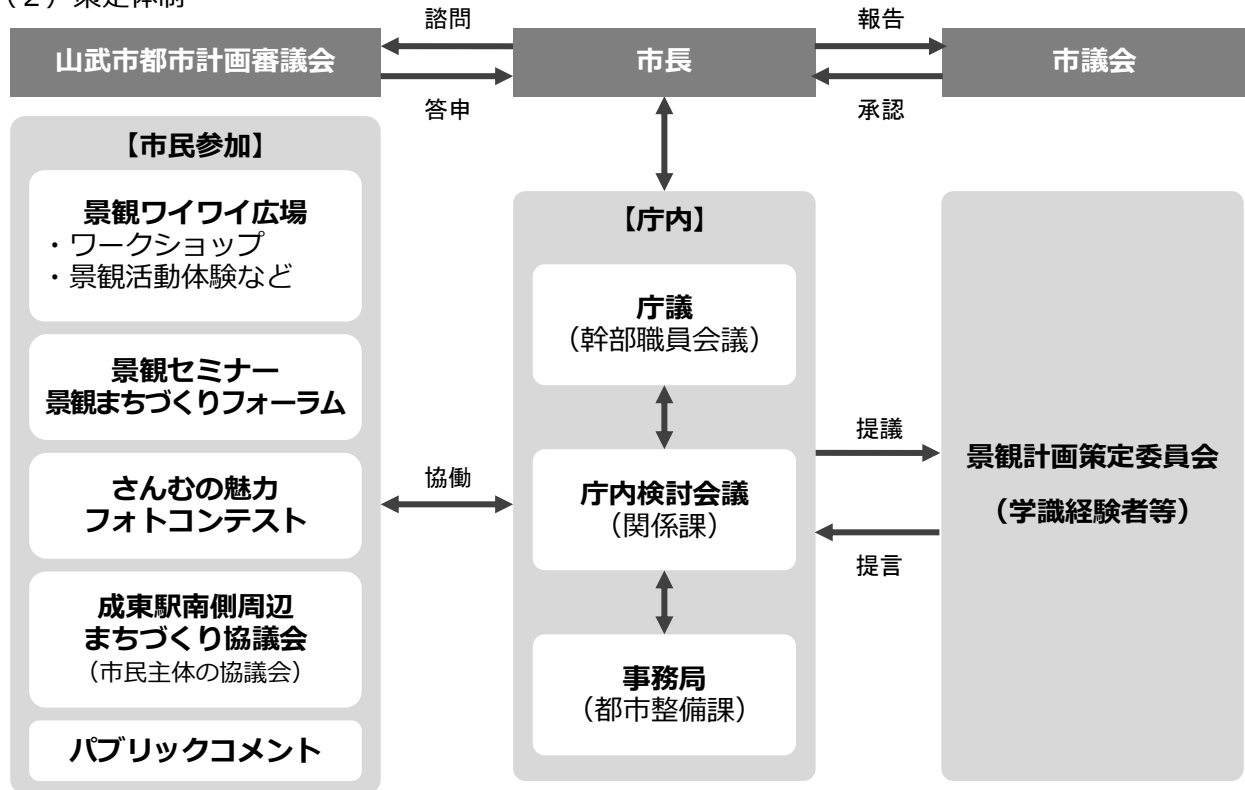 （２）策定体制
諮問
報告
山武市都市計画審議会
市長
市議会
答申
承認
【市民参加】
景観ワイワイ広場
・ワークショップ
・景観活動体験など
景観セミナー
景観まちづくりフォーラム
さんむの魅力
フォトコンテスト
成東駅南側周辺
まちづくり協議会
（市民主体の協議会）
パブリックコメント
協働
【庁内】
庁議
（幹部職員会議）
庁内検討会議
（関係課）
事務局
（都市整備課）
提議
提言
景観計画策定委員会
（学識経験者等）